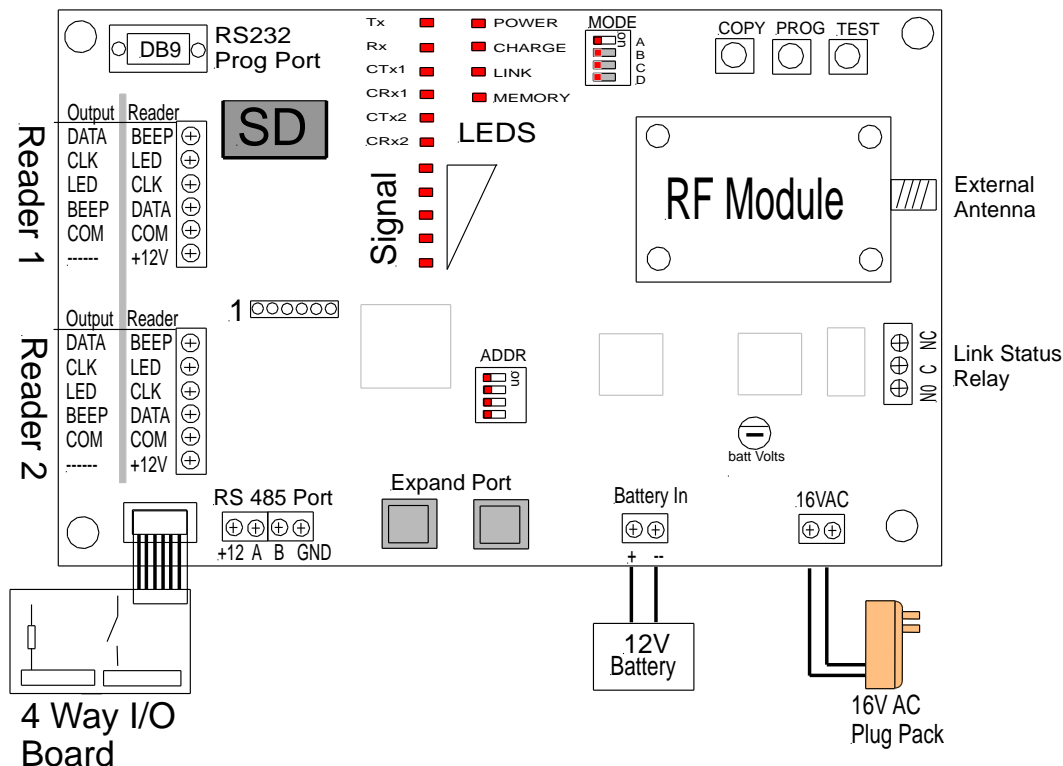 DB9
RS232
Prog Port
Tx
Rx
CTx1
CRx1
CTx2
CRx2
POWER
CHARGE
LINK
MEMORY
LEDS
MODE
on
A
B
C
D
COPY PROG TEST
SD
Signal
RF Module
External
Antenna
Reader 1
Output Reader
DATA BEEP
CLK LED
LED CLK
BEEP DATA
COM COM
------ +12V
1
Reader 2
Output Reader
DATA BEEP
CLK LED
LED CLK
BEEP DATA
COM COM
------ +12V
ADDR
on
N0 C NC
Link Status
Relay
batt Volts
RS 485 Port
+12 A B GND
Expand Port
Battery In
+ --
16VAC
12V
Battery
16V AC
Plug Pack
4 Way I/O
Board